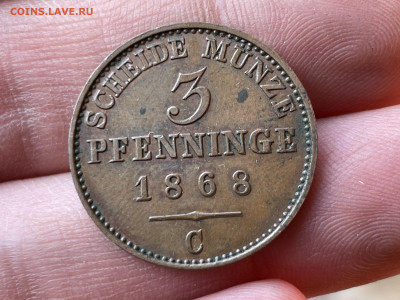 COINS.LAVE.RU
SCHEIDE MÜNZE
3
PFENNINGE
1868
C